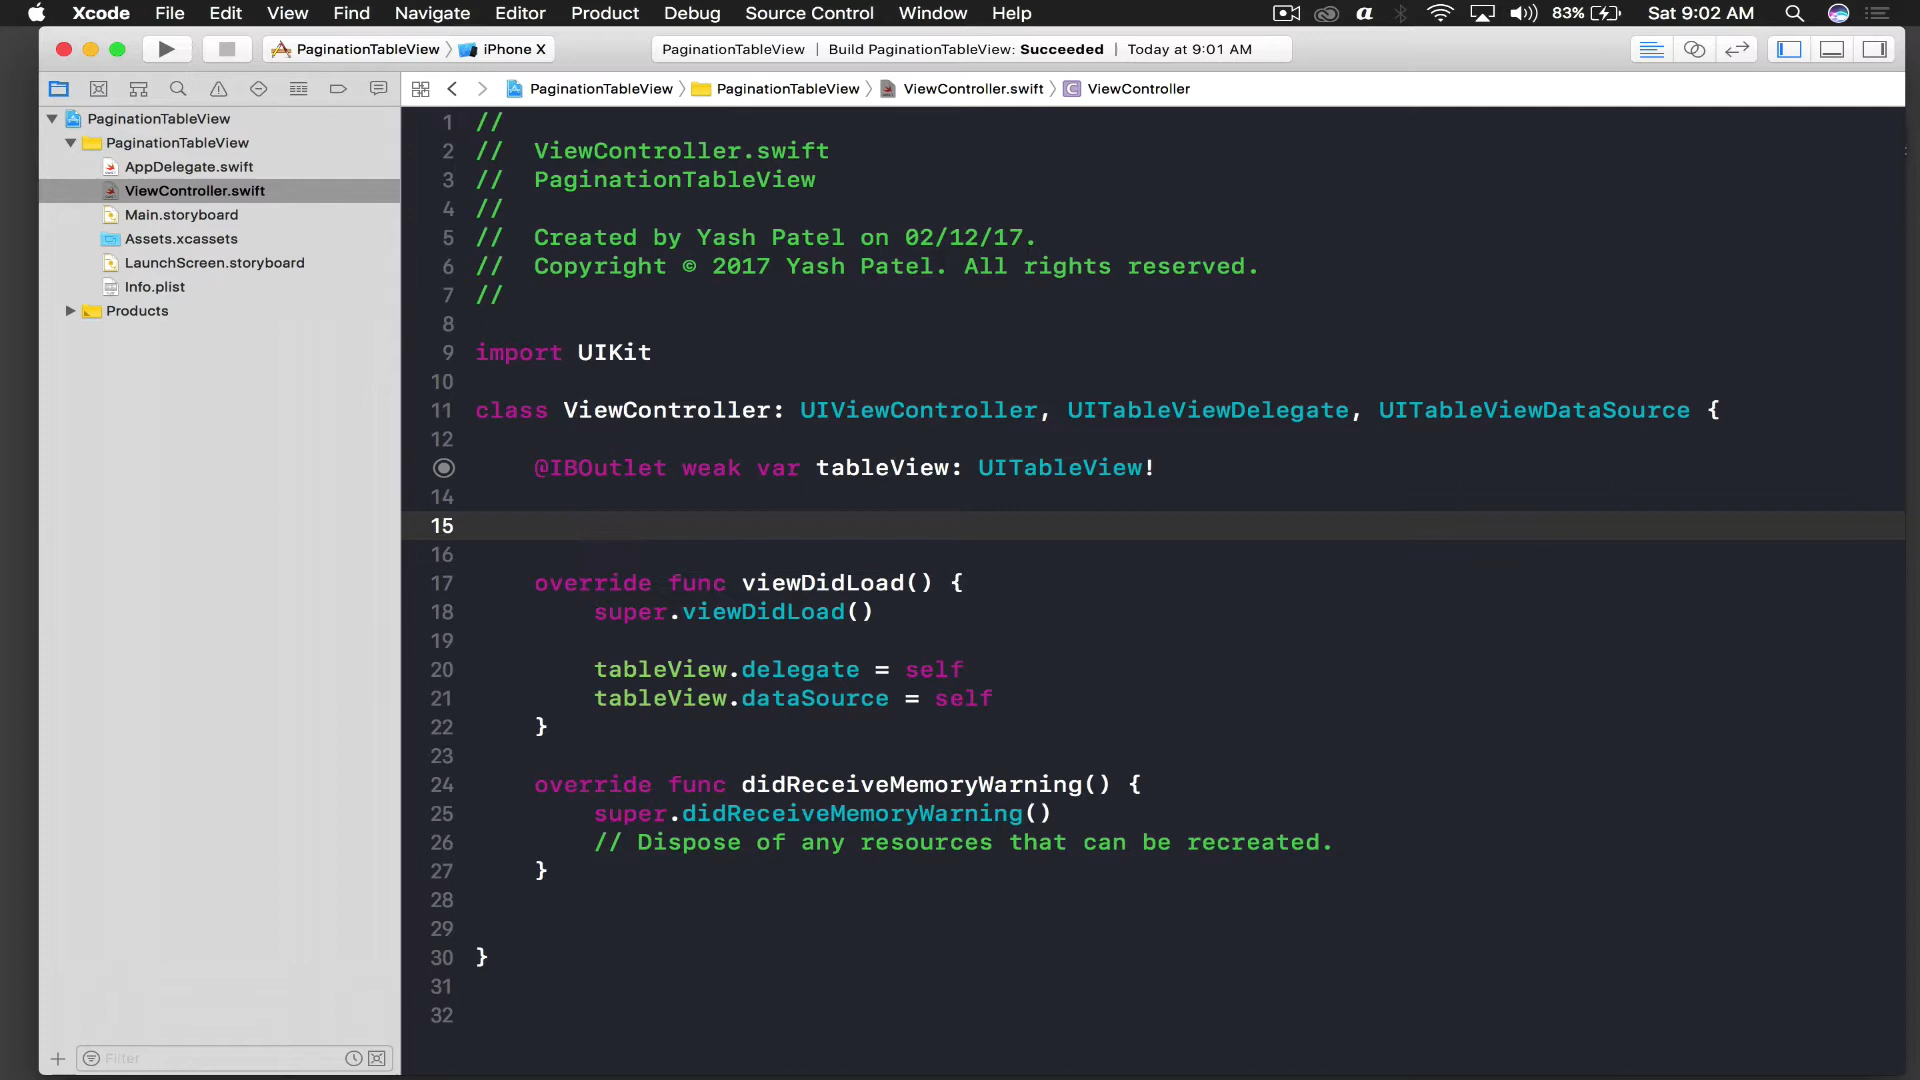 Xcode File Edit View Find Navigate Editor Product Debug Source Control Window Help 83% Sat 9:02 AM
PaginationTableView iPhone X PaginationTableView | Build PaginationTableView: Succeeded | Today at 9:01 AM
PaginationTableView PaginationTableView ViewController.swift C ViewController
PaginationTableView
PaginationTableView
AppDelegate.swift
ViewController.swift
Main.storyboard
Assets.xcassets
LaunchScreen.storyboard
Info.plist
Products
Filter
1 //
2 // ViewController.swift
3 // PaginationTableView
4 //
5 // Created by Yash Patel on 02/12/17.
6 // Copyright © 2017 Yash Patel. All rights reserved.
7 //
8
9 import UIKit
10
11 class ViewController: UIViewController, UITableViewDelegate, UITableViewDataSource {
12
@IBOutlet weak var tableView: UITableView!
14
15
16
17 override func viewDidLoad() {
18 super.viewDidLoad()
19
20 tableView.delegate = self
21 tableView.dataSource = self
22 }
23
24 override func didReceiveMemoryWarning() {
25 super.didReceiveMemoryWarning()
26 // Dispose of any resources that can be recreated.
27 }
28
29
30 }
31
32